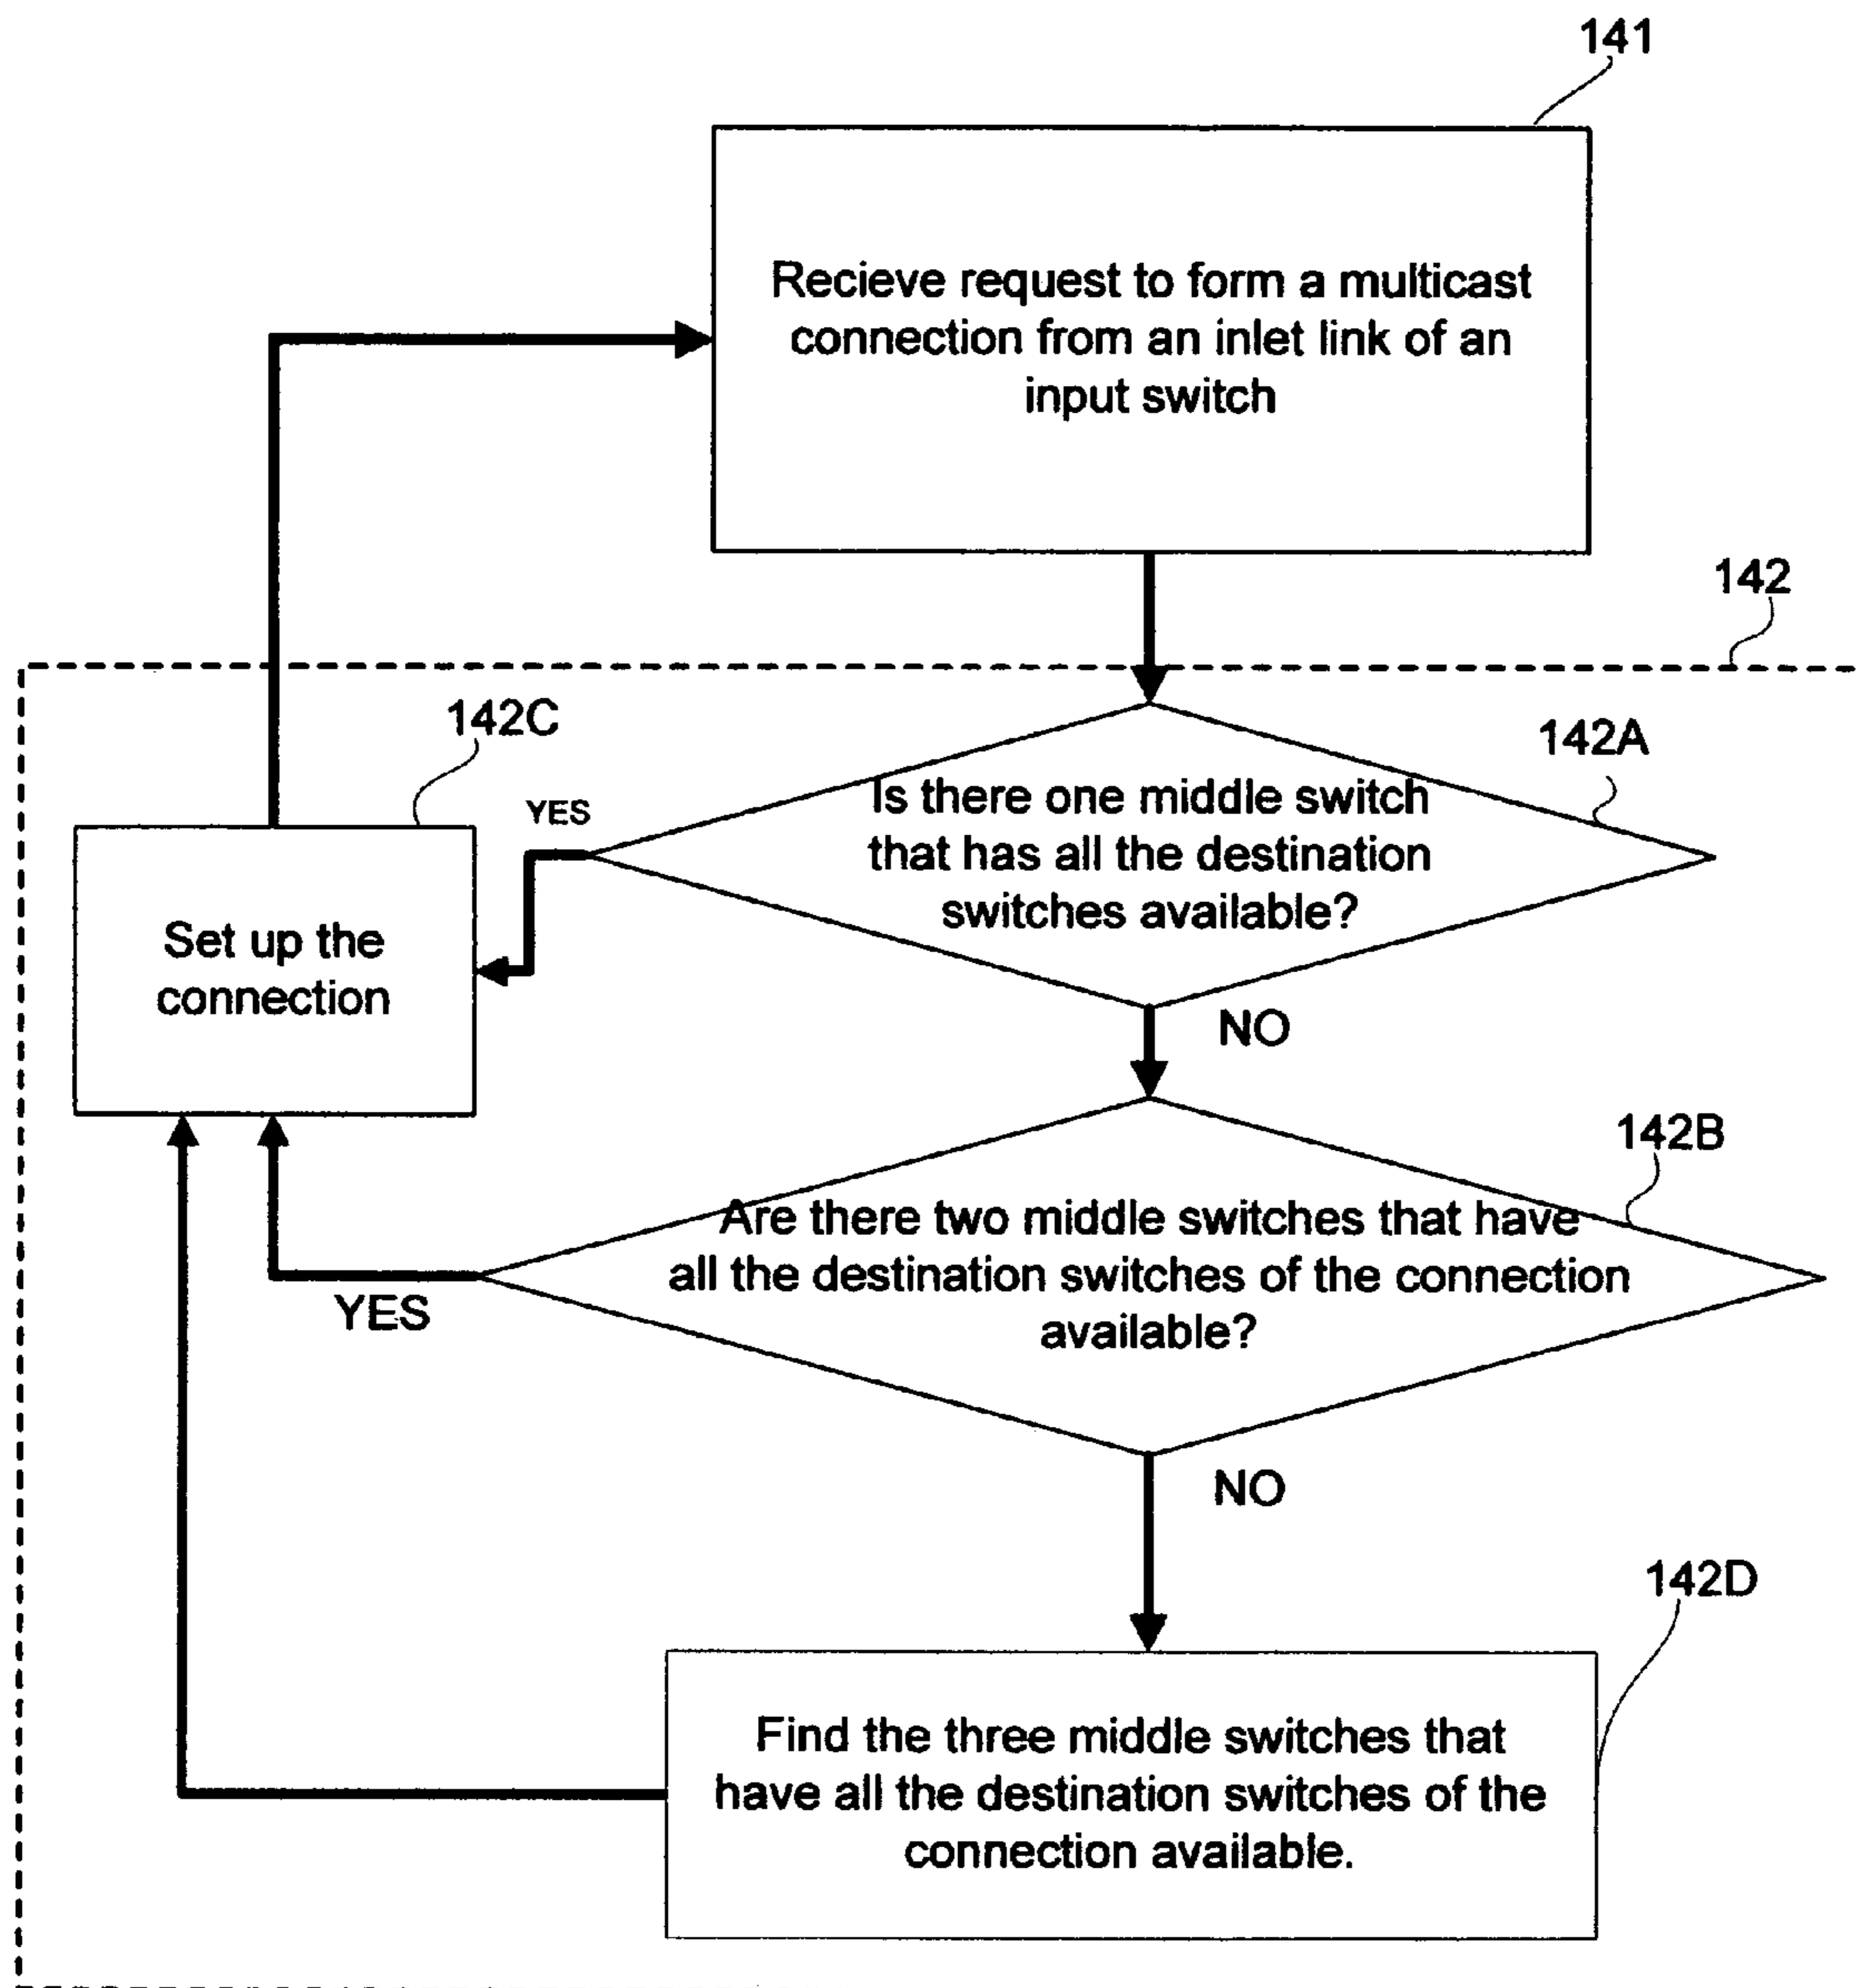 141
Recieve request to form a multicast
connection from an inlet link of an
input switch
142
142C
142A
YES
Is there one middle switch
that has all the destination
switches available?
Set up the
connection
NO
142B
Are there two middle switches that have
all the destination switches of the connection
available?
YES
NO
142D
Find the three middle switches that
have all the destination switches of the
connection available.